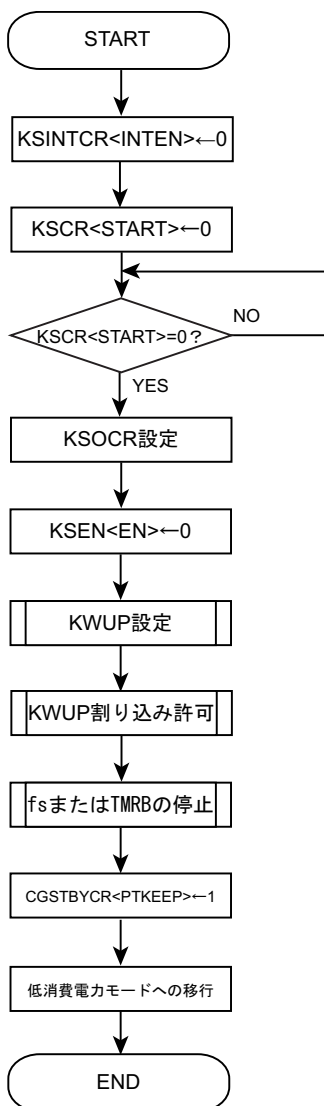 START
KSINTCR<INTEN>←0
KSCR<START>←0
KSCR<START>=0？
NO
YES
KSOCR設定
KSEN<EN>←0
KWUP設定
KWUP割り込み許可
fsまたはTMRBの停止
CGSTBYCR<PTKEEP>←1
低消費電力モードへの移行
END